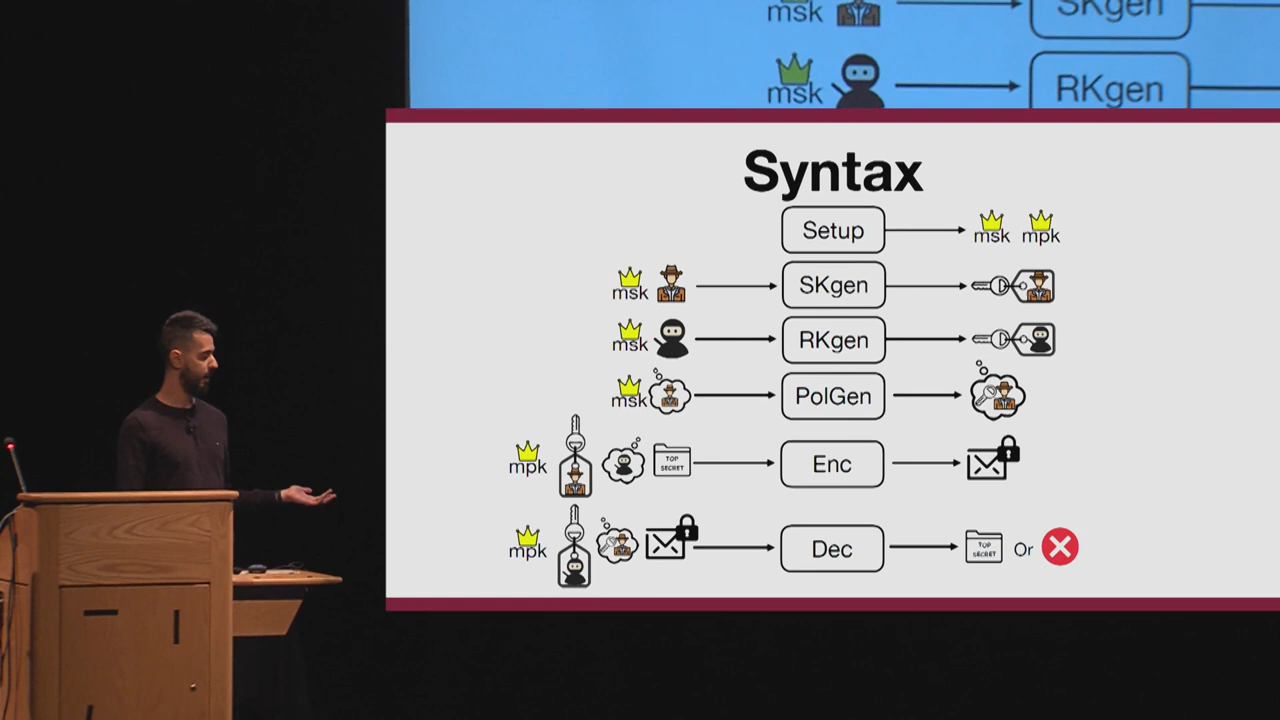 msk SKgen
msk RKgen
Syntax
Setup msk mpk
msk SKgen
msk RKgen
msk PolGen
mpk TOP SECRET Enc
mpk Dec TOP SECRET Or